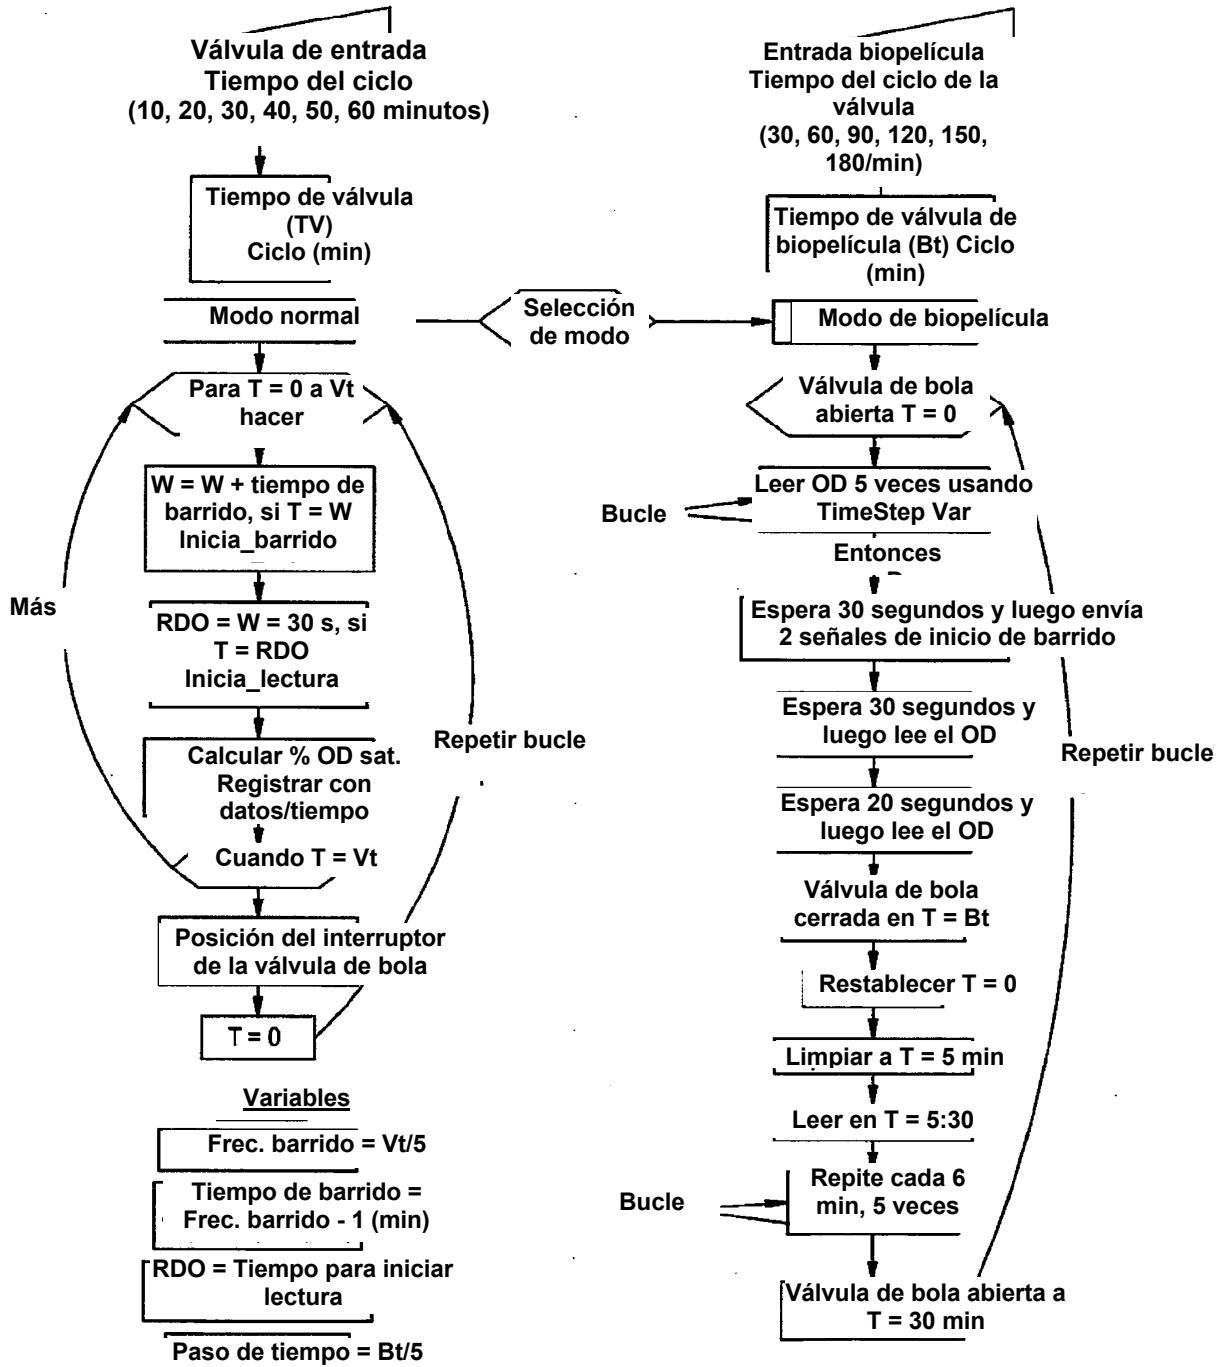 Válvula de entrada
Tiempo del ciclo
(10, 20, 30, 40, 50, 60 minutos)
Tiempo de válvula
(TV)
Ciclo (min)
Modo normal
Selección
de modo
Para T = 0 a Vt
hacer
W = W + tiempo de
barrido, si T = W
Inicia_barrido
Más
RDO = W = 30 s, si
T = RDO
Inicia_lectura
Repetir bucle
Calcular % OD sat.
Registrar con
datos/tiempo
Cuando T = Vt
Posición del interruptor
de la válvula de bola
T = 0
Variables
Frec. barrido = Vt/5
Tiempo de barrido =
Frec. barrido - 1 (min)
RDO = Tiempo para iniciar
lectura
Paso de tiempo = Bt/5
Entrada biopelícula
Tiempo del ciclo de la
válvula
(30, 60, 90, 120, 150,
180/min)
Tiempo de válvula de
biopelícula (Bt) Ciclo
(min)
Modo de biopelícula
Válvula de bola
abierta T = 0
Bucle
Leer OD 5 veces usando
TimeStep Var
Entonces
Espera 30 segundos y luego envía
2 señales de inicio de barrido
Espera 30 segundos y
luego lee el OD
Repetir bucle
Espera 20 segundos y
luego lee el OD
Válvula de bola
cerrada en T = Bt
Restablecer T = 0
Limpiar a T = 5 min
Leer en T = 5:30
Bucle
Repite cada 6
min, 5 veces
Válvula de bola abierta a
T = 30 min